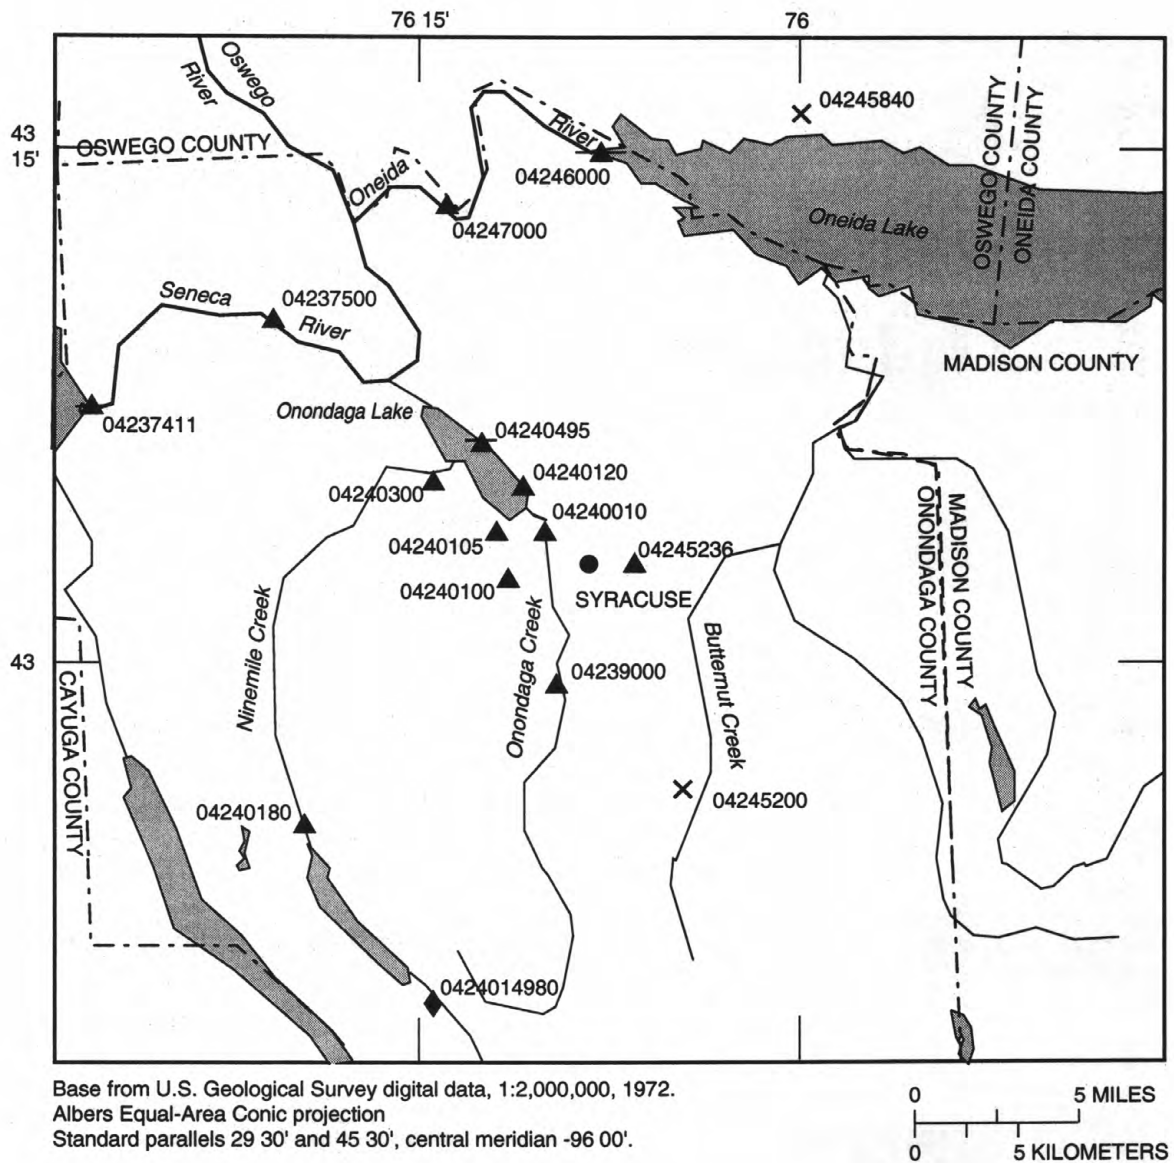 76 15'
76
Oswego
River
04245840
43
15'
OSWEGO COUNTY
River
OSWEGO COUNTY
ONEIDA COUNTY
Oneida
04246000
Oneida Lake
04247000
Seneca
04237500
River
MADISON COUNTY
Onondaga Lake
04237411
04240495
04240120
04240300
04240010
MADISON COUNTY
ONONDAGA COUNTY
04240105
04245236
04240100
SYRACUSE
Ninemile Creek
Onondaga Creek
Butternut Creek
43
04239000
CAYUGA COUNTY
04240180
04245200
0424014980
Base from U.S. Geological Survey digital data, 1:2,000,000, 1972.
Albers Equal-Area Conic projection
Standard parallels 29 30' and 45 30', central meridian -96 00'.
0 5 MILES
0 5 KILOMETERS